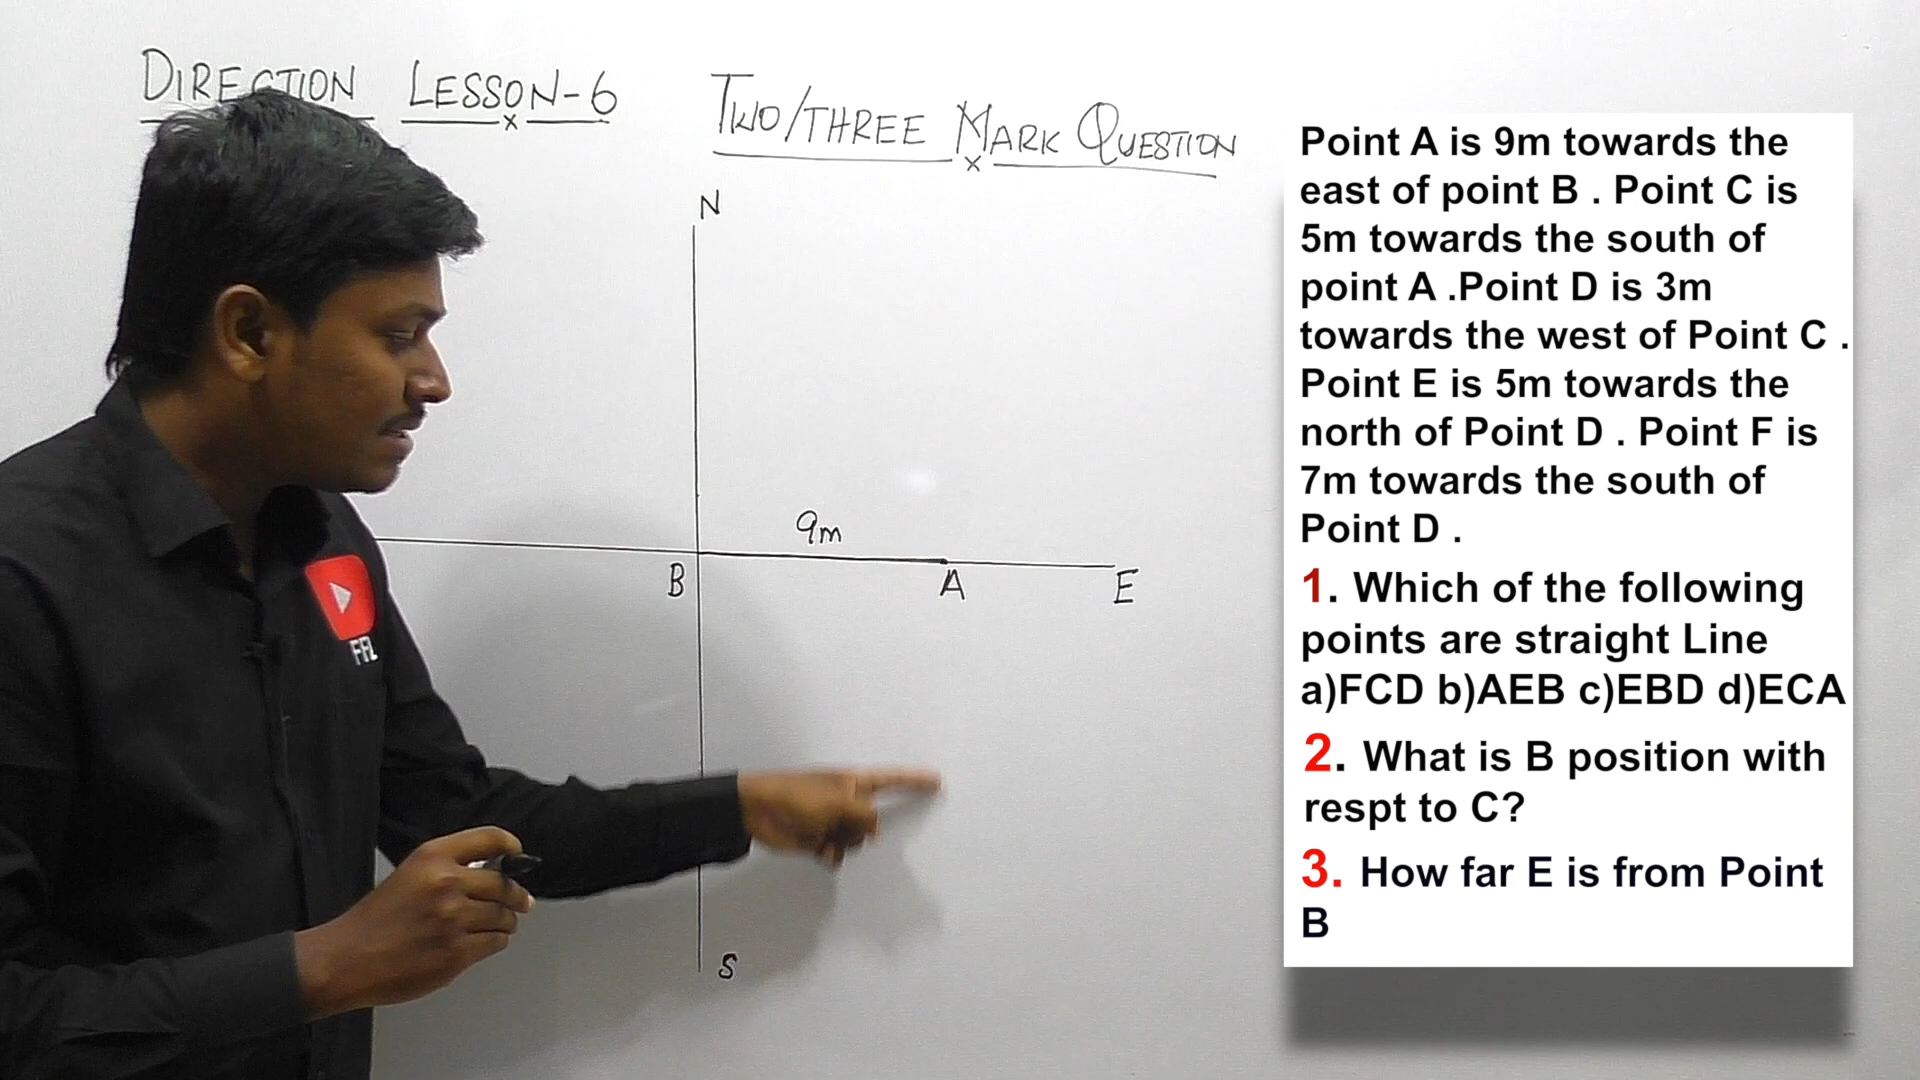 DIRECTION LESSON-6
TWO/THREE MARK QUESTION
N
9m
B
A
E
S
FFL
Point A is 9m towards the
east of point B . Point C is
5m towards the south of
point A .Point D is 3m
towards the west of Point C .
Point E is 5m towards the
north of Point D . Point F is
7m towards the south of
Point D .
1. Which of the following
points are straight Line
a)FCD b)AEB c)EBD d)ECA
2. What is B position with
respt to C?
3. How far E is from Point
B